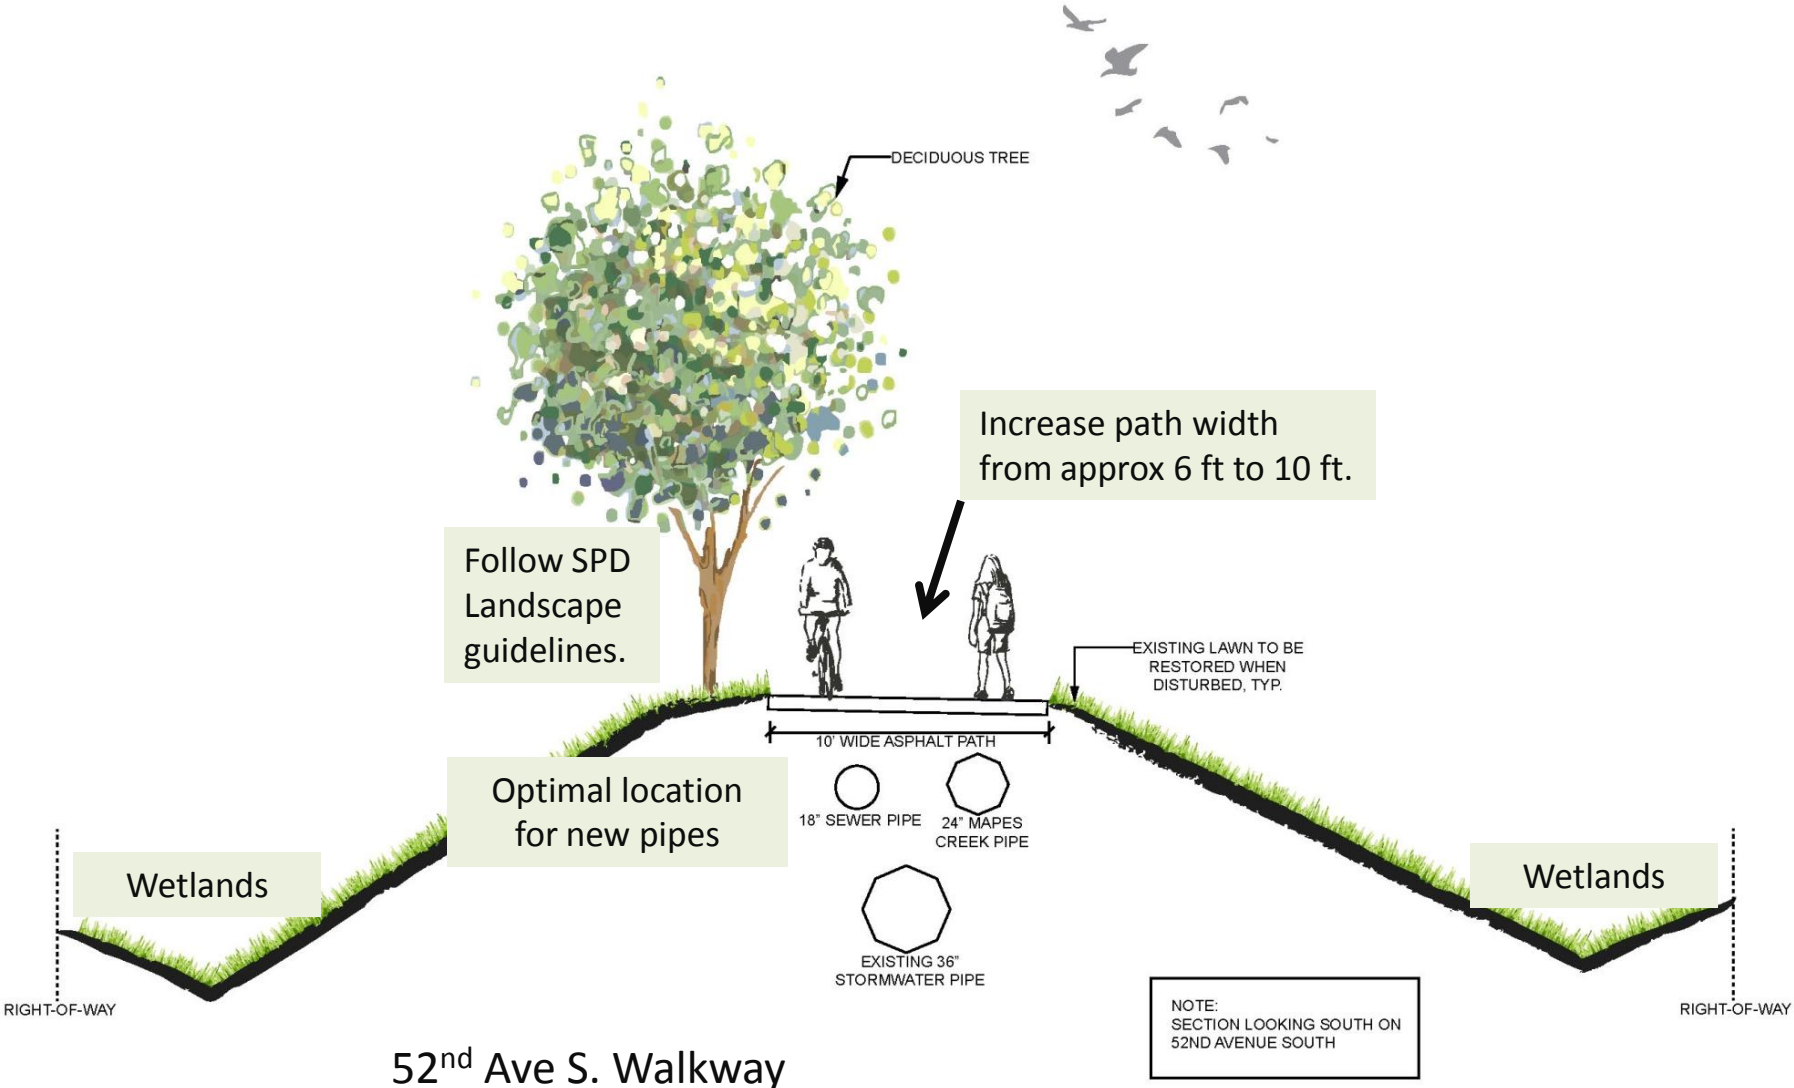 DECIDUOUS TREE
Increase path width
from approx 6 ft to 10 ft.
Follow SPD
Landscape
guidelines.
EXISTING LAWN TO BE
RESTORED WHEN
DISTURBED, TYP.
10' WIDE ASPHALT PATH
Optimal location
for new pipes
18" SEWER PIPE
24" MAPES
CREEK PIPE
Wetlands
Wetlands
EXISTING 36"
STORMWATER PIPE
RIGHT-OF-WAY
NOTE:
SECTION LOOKING SOUTH ON
52ND AVENUE SOUTH
RIGHT-OF-WAY
52nd Ave S. Walkway